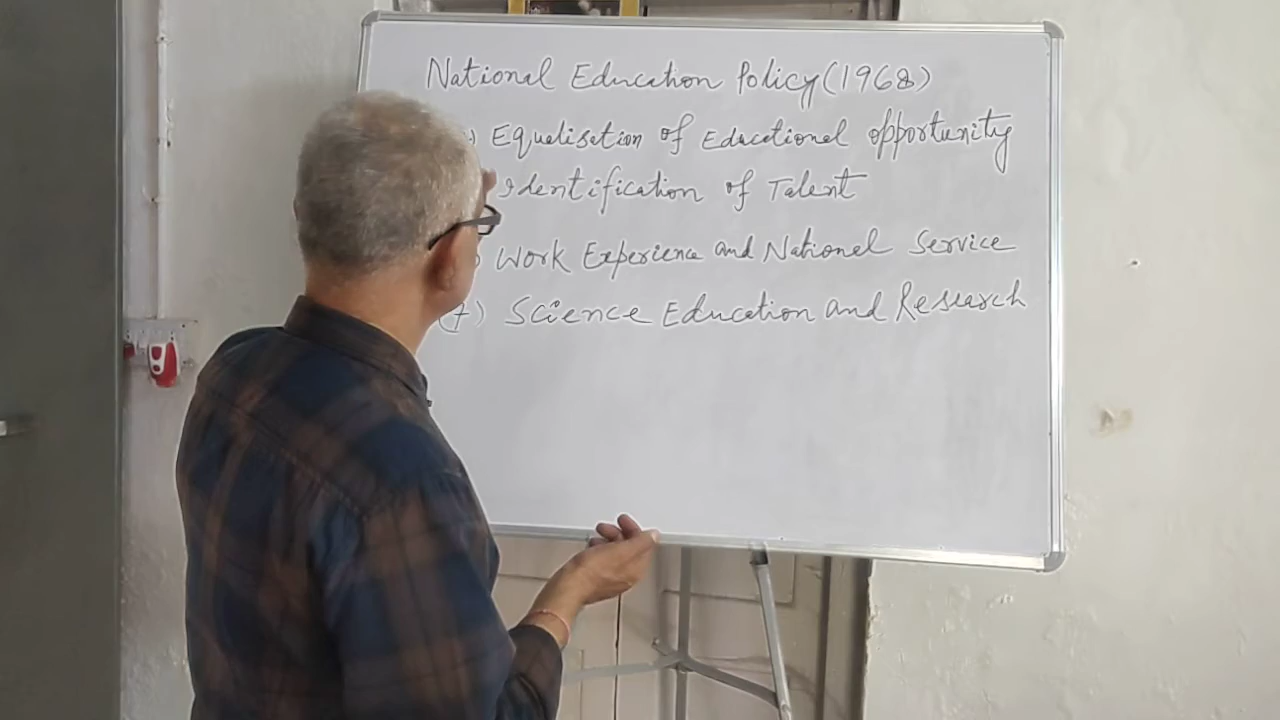 National Education Policy (1968)
) Equalisation of Educational opportunity
Identification of Talent
) Work Experience and National Service
(7) Science Education and Research